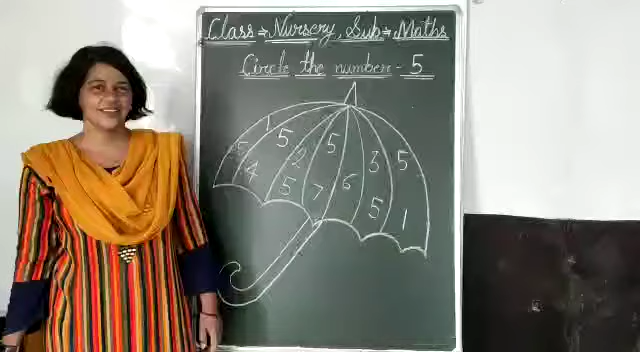 Class → Nursery, Sub → Maths
Circle the number - 5
1 5 5 3 5
5 4 2 6
5 7 5 1